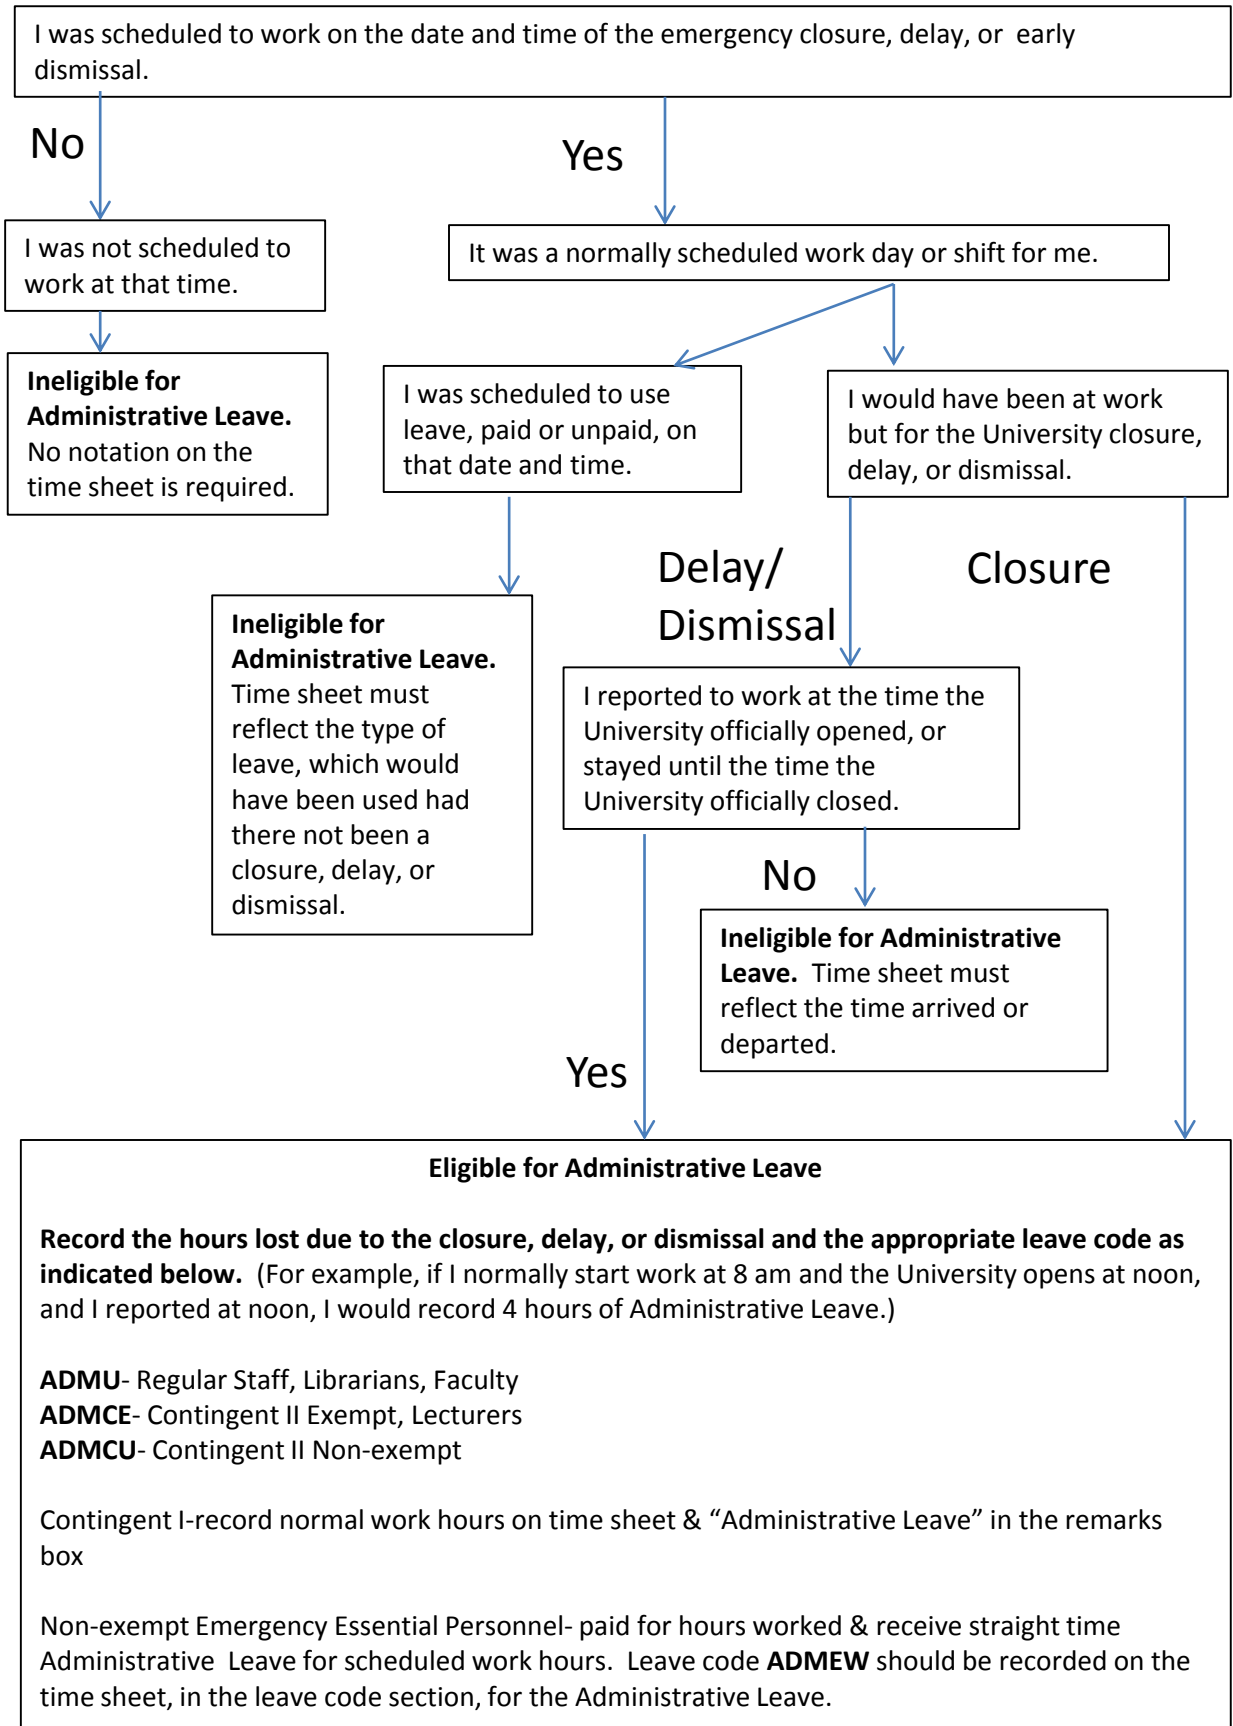 I was scheduled to work on the date and time of the emergency closure, delay, or  early
dismissal.
No
Yes
I was not scheduled to
work at that time.
It was a normally scheduled work day or shift for me.
Ineligible for
Administrative Leave.
No notation on the
time sheet is required.
I was scheduled to use
leave, paid or unpaid, on
that date and time.
I would have been at work
but for the University closure,
delay, or dismissal.
Delay/
Dismissal
Closure
Ineligible for
Administrative Leave.
Time sheet must
reflect the type of
leave, which would
have been used had
there not been a
closure, delay, or
dismissal.
I reported to work at the time the
University officially opened, or
stayed until the time the
University officially closed.
No
Ineligible for Administrative
Leave.  Time sheet must
reflect the time arrived or
departed.
Yes
Eligible for Administrative Leave
Record the hours lost due to the closure, delay, or dismissal and the appropriate leave code as
indicated below.  (For example, if I normally start work at 8 am and the University opens at noon,
and I reported at noon, I would record 4 hours of Administrative Leave.)
ADMU- Regular Staff, Librarians, Faculty
ADMCE- Contingent II Exempt, Lecturers
ADMCU- Contingent II Non-exempt
Contingent I-record normal work hours on time sheet & “Administrative Leave” in the remarks
box
Non-exempt Emergency Essential Personnel- paid for hours worked & receive straight time
Administrative  Leave for scheduled work hours.  Leave code ADMEW should be recorded on the
time sheet, in the leave code section, for the Administrative Leave.